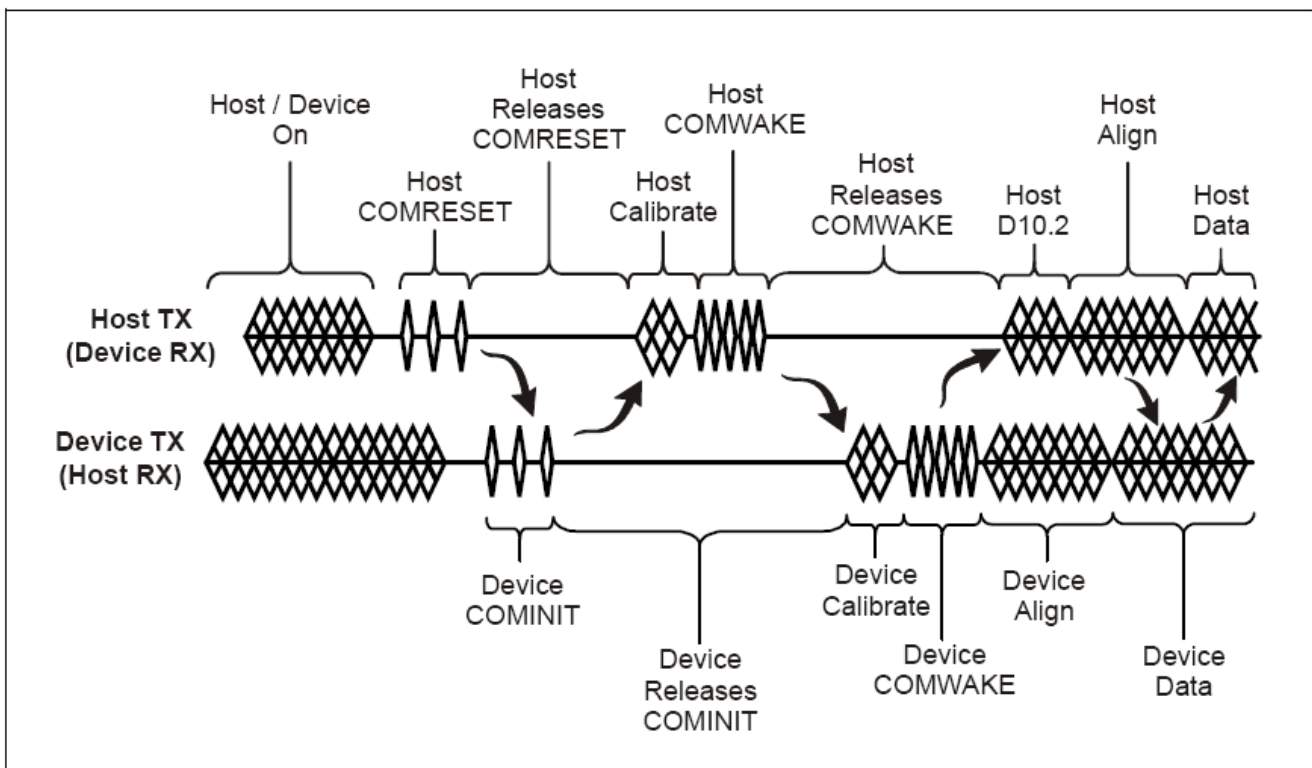 Host / Device
On
Host
COMRESET
Host
Releases
COMRESET
Host
Calibrate
Host
COMWAKE
Host
Releases
COMWAKE
Host
D10.2
Host
Align
Host
Data
Host TX
(Device RX)
Device TX
(Host RX)
Device
COMINIT
Device
Releases
COMINIT
Device
Calibrate
Device
COMWAKE
Device
Align
Device
Data